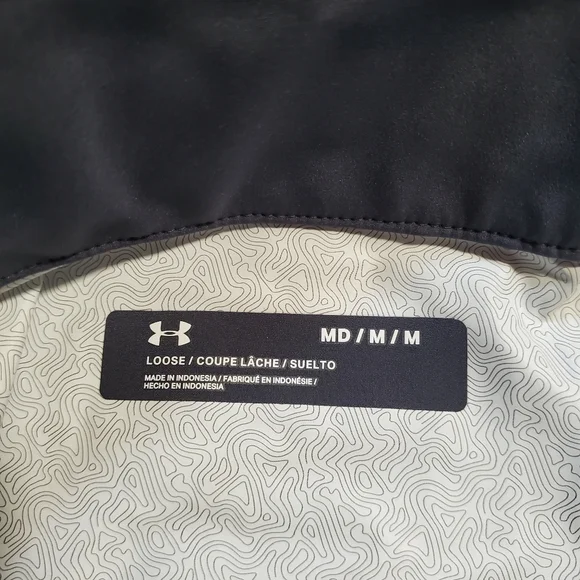 MD / M / M
LOOSE / COUPE LÂCHE / SUELTO
MADE IN INDONESIA / FABRIQUÉ EN INDONÉSIE /
HECHO EN INDONESIA